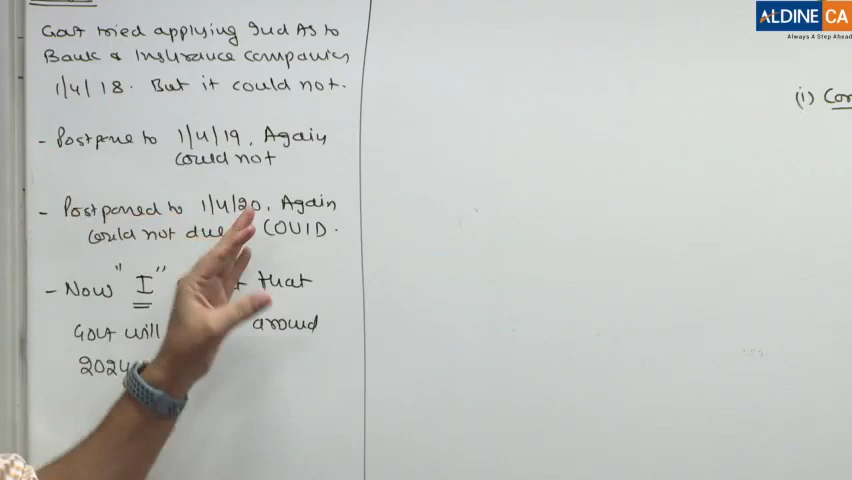 ALDINE CA
Always A Step Ahead
Govt tried applying Ind AS to
Bank & Insurance Companies
1/4/18. But it could not.
- Postpone to 1/4/19, Again
could not
- Postponed to 1/4/20, Again
could not due COVID.
- Now "I" that
Govt will around
2024
(i)